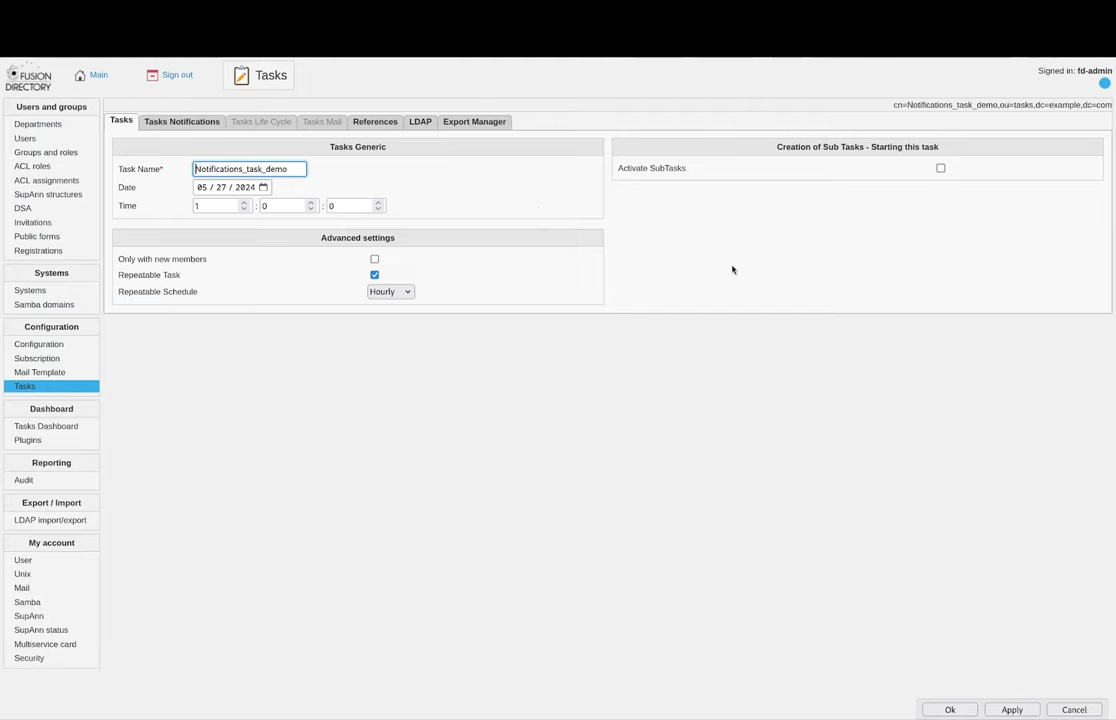 FUSION
DIRECTORY
Main
Sign out
Tasks
Signed in: fd-admin
cn=Notifications_task_demo,ou=tasks,dc=example,dc=com
Users and groups
Departments
Users
Groups and roles
ACL roles
ACL assignments
SupAnn structures
DSA
Invitations
Public forms
Registrations
Systems
Systems
Samba domains
Configuration
Configuration
Subscription
Mail Template
Tasks
Dashboard
Tasks Dashboard
Plugins
Reporting
Audit
Export / Import
LDAP import/export
My account
User
Unix
Mail
Samba
SupAnn
SupAnn status
Multiservice card
Security
Tasks Tasks Notifications Tasks Life Cycle Tasks Mail References LDAP Export Manager
Tasks Generic
Task Name* Notifications_task_demo
Date 05 / 27 / 2024
Time 1 : 0 : 0
Advanced settings
Only with new members
Repeatable Task
Repeatable Schedule Hourly
Creation of Sub Tasks - Starting this task
Activate SubTasks
Ok Apply Cancel